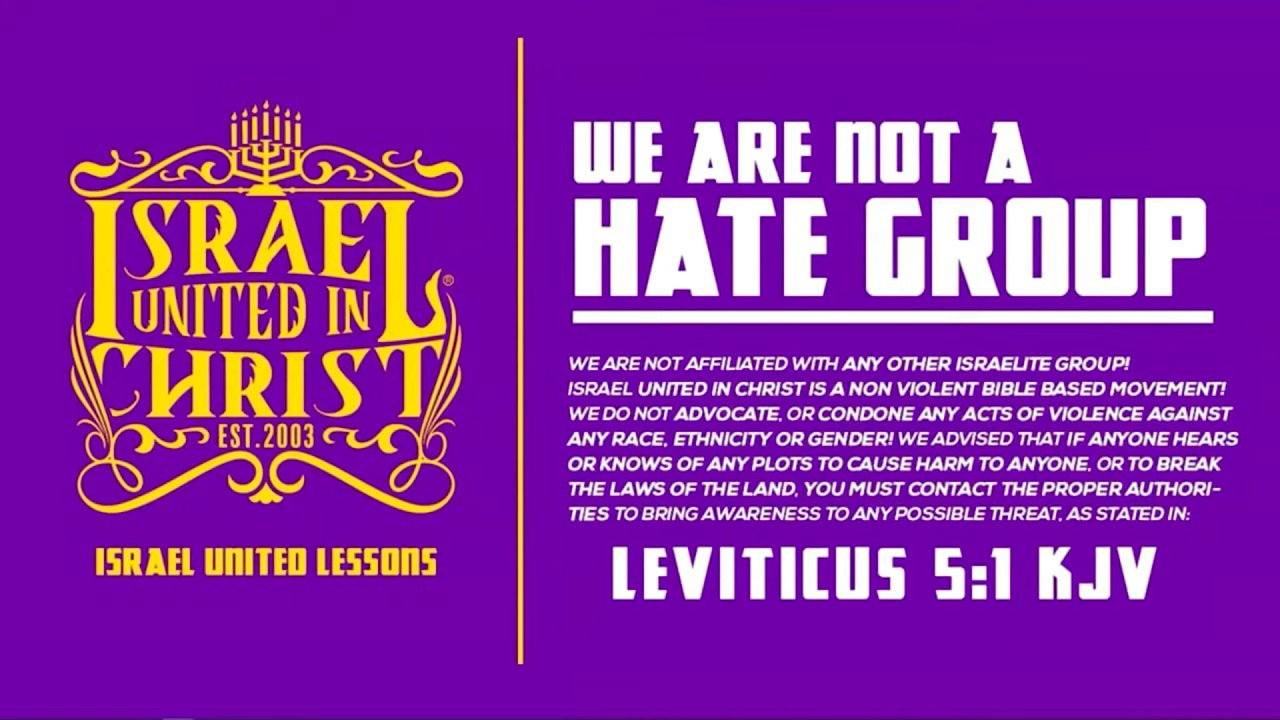 ISRAEL
UNITED IN
CHRIST
EST.2003
ISRAEL UNITED LESSONS
WE ARE NOT A
HATE GROUP
WE ARE NOT AFFILIATED WITH ANY OTHER ISRAELITE GROUP!
ISRAEL UNITED IN CHRIST IS A NON VIOLENT BIBLE BASED MOVEMENT!
WE DO NOT ADVOCATE, OR CONDONE ANY ACTS OF VIOLENCE AGAINST
ANY RACE, ETHNICITY OR GENDER! WE ADVISED THAT IF ANYONE HEARS
OR KNOWS OF ANY PLOTS TO CAUSE HARM TO ANYONE, OR TO BREAK
THE LAWS OF THE LAND, YOU MUST CONTACT THE PROPER AUTHORI-
TIES TO BRING AWARENESS TO ANY POSSIBLE THREAT, AS STATED IN:
LEVITICUS 5:1 KJV